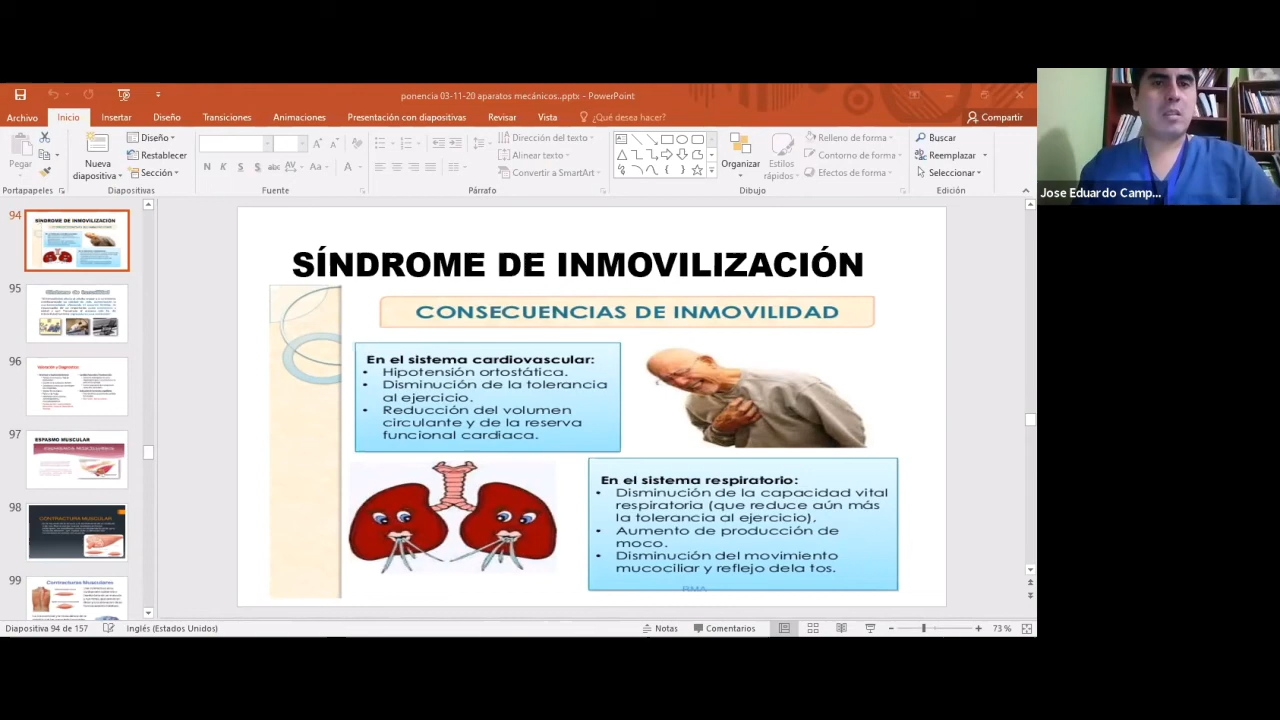 ponencia 03-11-20 aparatos mecánicos..pptx - PowerPoint
Archivo Inicio Insertar Diseño Transiciones Animaciones Presentación con diapositivas Revisar Vista ¿Qué desea hacer? Compartir
Pegar
Nueva diapositiva
Diseño
Restablecer
Sección
N K S abc AV Aa A
Dirección del texto
Alinear texto
Convertir a SmartArt
Organizar
Estilos rápidos
Relleno de forma
Contorno de forma
Efectos de forma
Buscar
Reemplazar
Seleccionar
Portapapeles Diapositivas Fuente Párrafo Dibujo Edición
Jose Eduardo Camp...
94
SÍNDROME DE INMOVILIZACIÓN
95
96
97
ESPASMO MUSCULAR
98
CONTRACTURA MUSCULAR
99
Contracturas Musculares
SÍNDROME DE INMOVILIZACIÓN
CONSECUENCIAS DE INMOVILIDAD
En el sistema cardiovascular:
• Hipotensión ortostática.
• Disminución de tolerancia
al ejercicio.
• Reducción del volumen
circulante y de la reserva
funcional cardiaca.
En el sistema respiratorio:
• Disminución de la capacidad vital
respiratoria (que reduce aún más
la tolerancia al ejercicio).
• Aumento de producción de
moco.
• Disminución del movimiento
mucociliar y reflejo dela tos.
Diapositiva 94 de 157 Inglés (Estados Unidos) Notas Comentarios 73 %